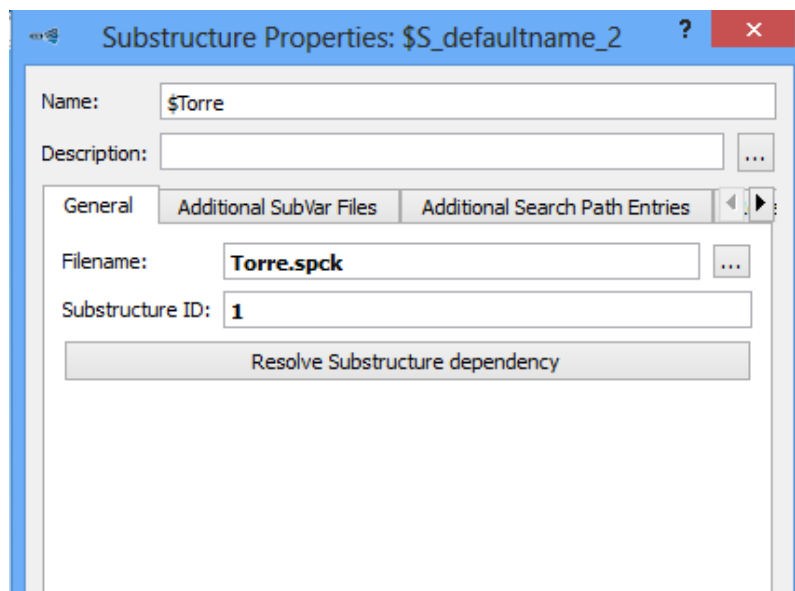 Substructure Properties: $S_defaultname_2 ?
Name: $Torre
Description: ...
General Additional SubVar Files Additional Search Path Entries
Filename: Torre.spck ...
Substructure ID: 1
Resolve Substructure dependency